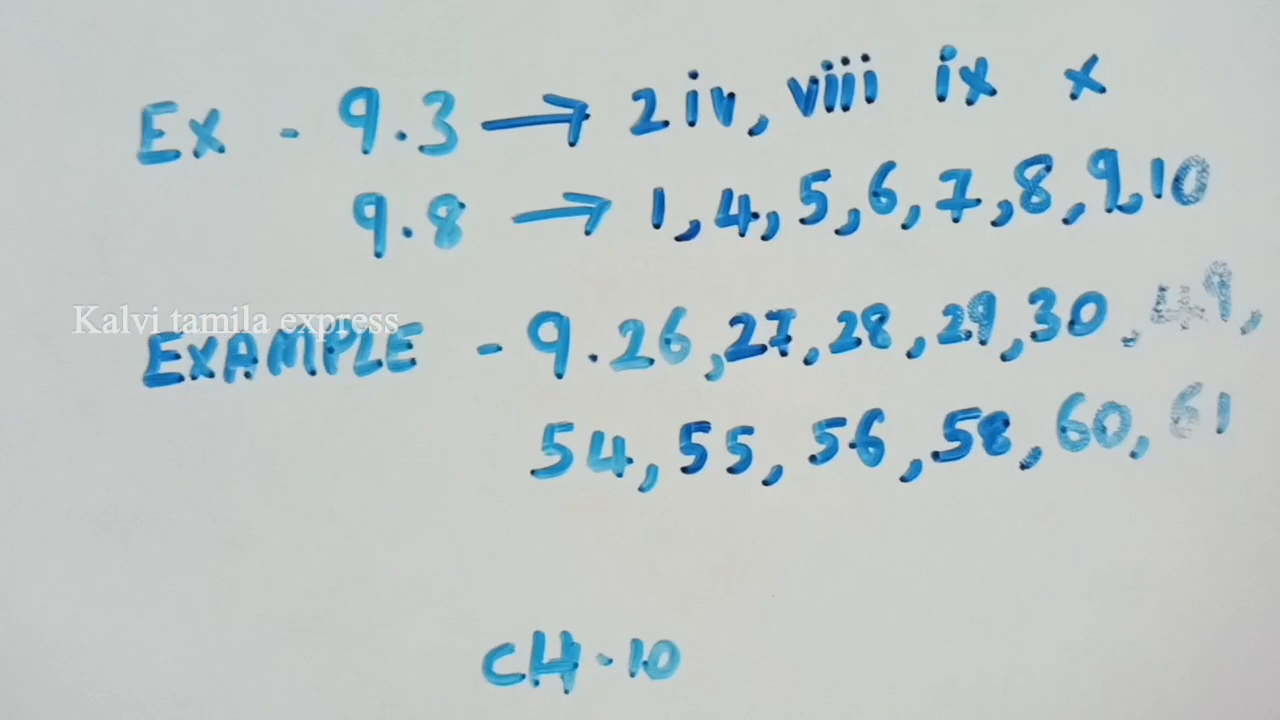 Ex - 9.3 → 2 iv, viii ix x
9.8 → 1, 4, 5, 6, 7, 8, 9, 10
Kalvi tamila express
EXAMPLE - 9.26, 27, 28, 29, 30, 49,
54, 55, 56, 58, 60, 61
CH-10